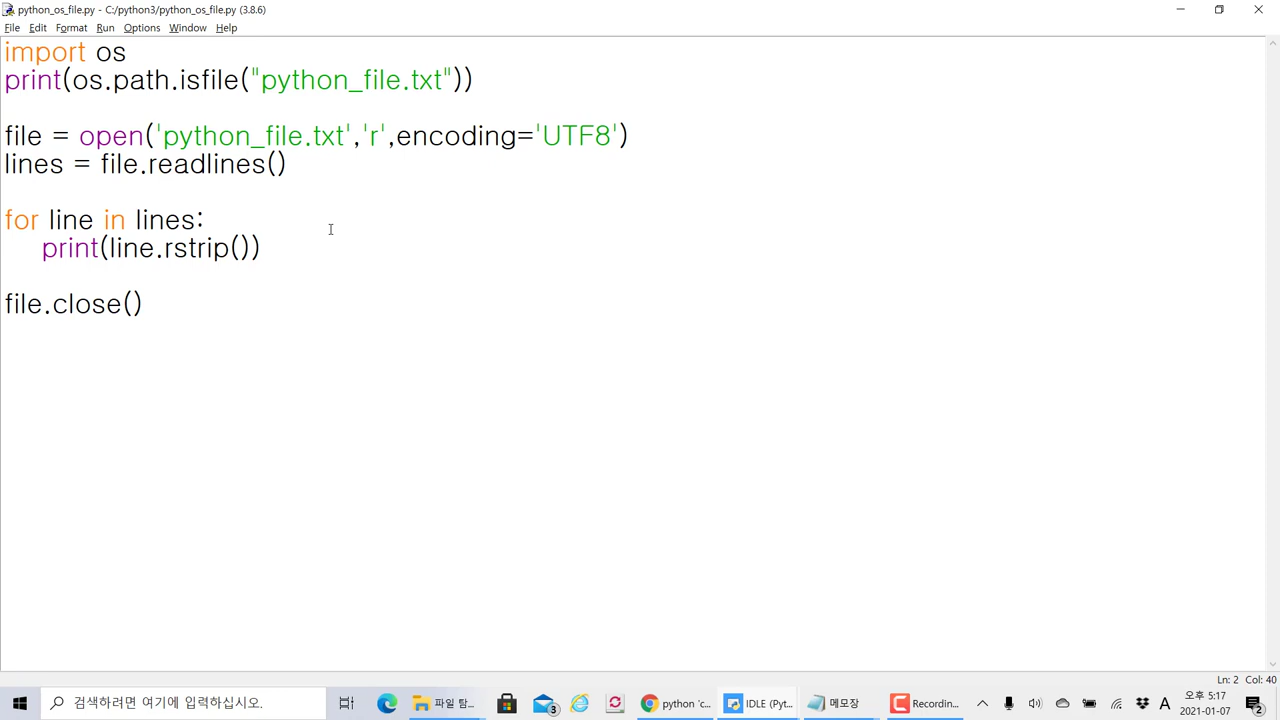 python_os_file.py - C:/python3/python_os_file.py (3.8.6)
File Edit Format Run Options Window Help
import os
print(os.path.isfile("python_file.txt"))
file = open('python_file.txt','r',encoding='UTF8')
lines = file.readlines()
for line in lines:
print(line.rstrip())
file.close()
Ln: 2 Col: 40
검색하려면 여기에 입력하십시오.
파일 탐...
3
python 'c...
IDLE (Pyt...
메모장
Recordin...
A
오후 5:17
2021-01-07
2